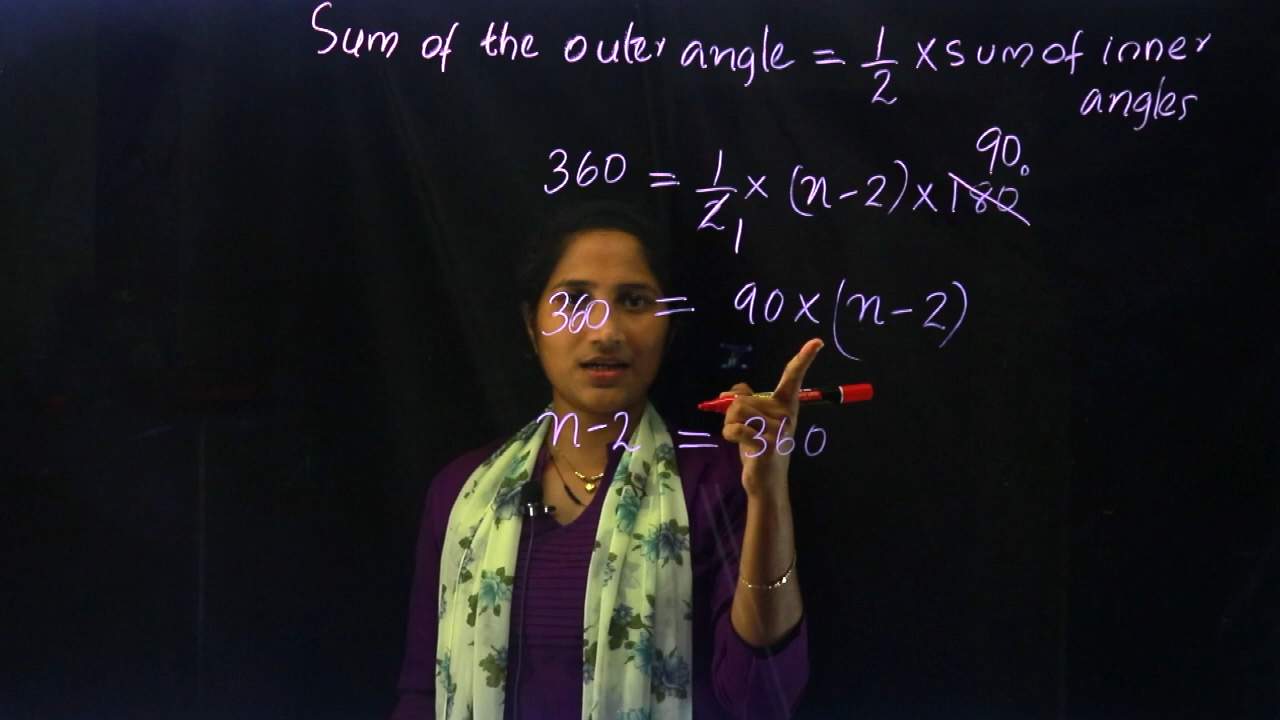 Sum of the outer angle = 1/2 × sum of inner
angles
360 = 1/2 1 × (n-2) × 180 90.
360 = 90 × (n-2)
n-2 = 360